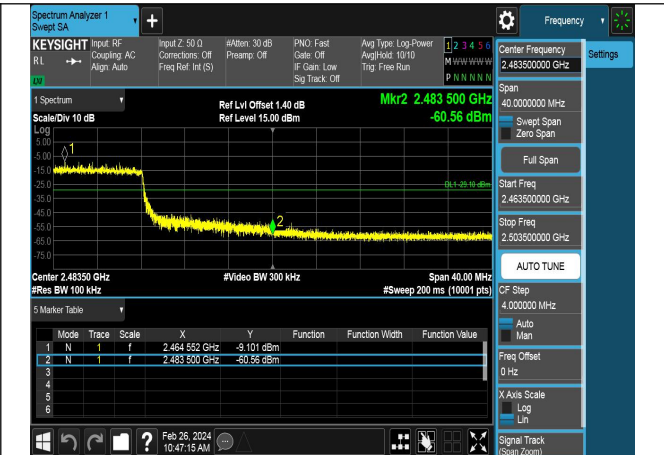 Spectrum Analyzer 1
Swept SA
Frequency
KEYSIGHT Input: RF Input Z: 50 Ω #Atten: 30 dB PNO: Fast Avg Type: Log-Power 1 2 3 4 5 6
RL Coupling: AC Corrections: Off Preamp: Off Gate: Off Avg|Hold: 10/10 M W W W W W
Align: Auto Freq Ref: Int (S) IF Gain: Low Trig: Free Run
Sig Track: Off P N N N N N
LXI
1 Spectrum
Scale/Div 10 dB
Ref Lvl Offset 1.40 dB
Ref Level 15.00 dBm
Mkr2 2.483 500 GHz
-60.56 dBm
Log
5.00
-5.00
1
-15.0
-25.0
DL1 -29.10 dBm
-35.0
-45.0
2
-55.0
-65.0
-75.0
Center 2.48350 GHz #Video BW 300 kHz Span 40.00 MHz
#Res BW 100 kHz #Sweep 200 ms (10001 pts)
5 Marker Table
Mode Trace Scale X Y Function Function Width Function Value
1 N 1 f 2.464 552 GHz -9.101 dBm
2 N 1 f 2.483 500 GHz -60.56 dBm
3
4
5
6
Feb 26, 2024
10:47:15 AM
?
Center Frequency
2.483500000 GHz
Settings
Span
40.0000000 MHz
Swept Span
Zero Span
Full Span
Start Freq
2.463500000 GHz
Stop Freq
2.503500000 GHz
AUTO TUNE
CF Step
4.000000 MHz
Auto
Man
Freq Offset
0 Hz
X Axis Scale
Log
Lin
Signal Track
(Span Zoom)